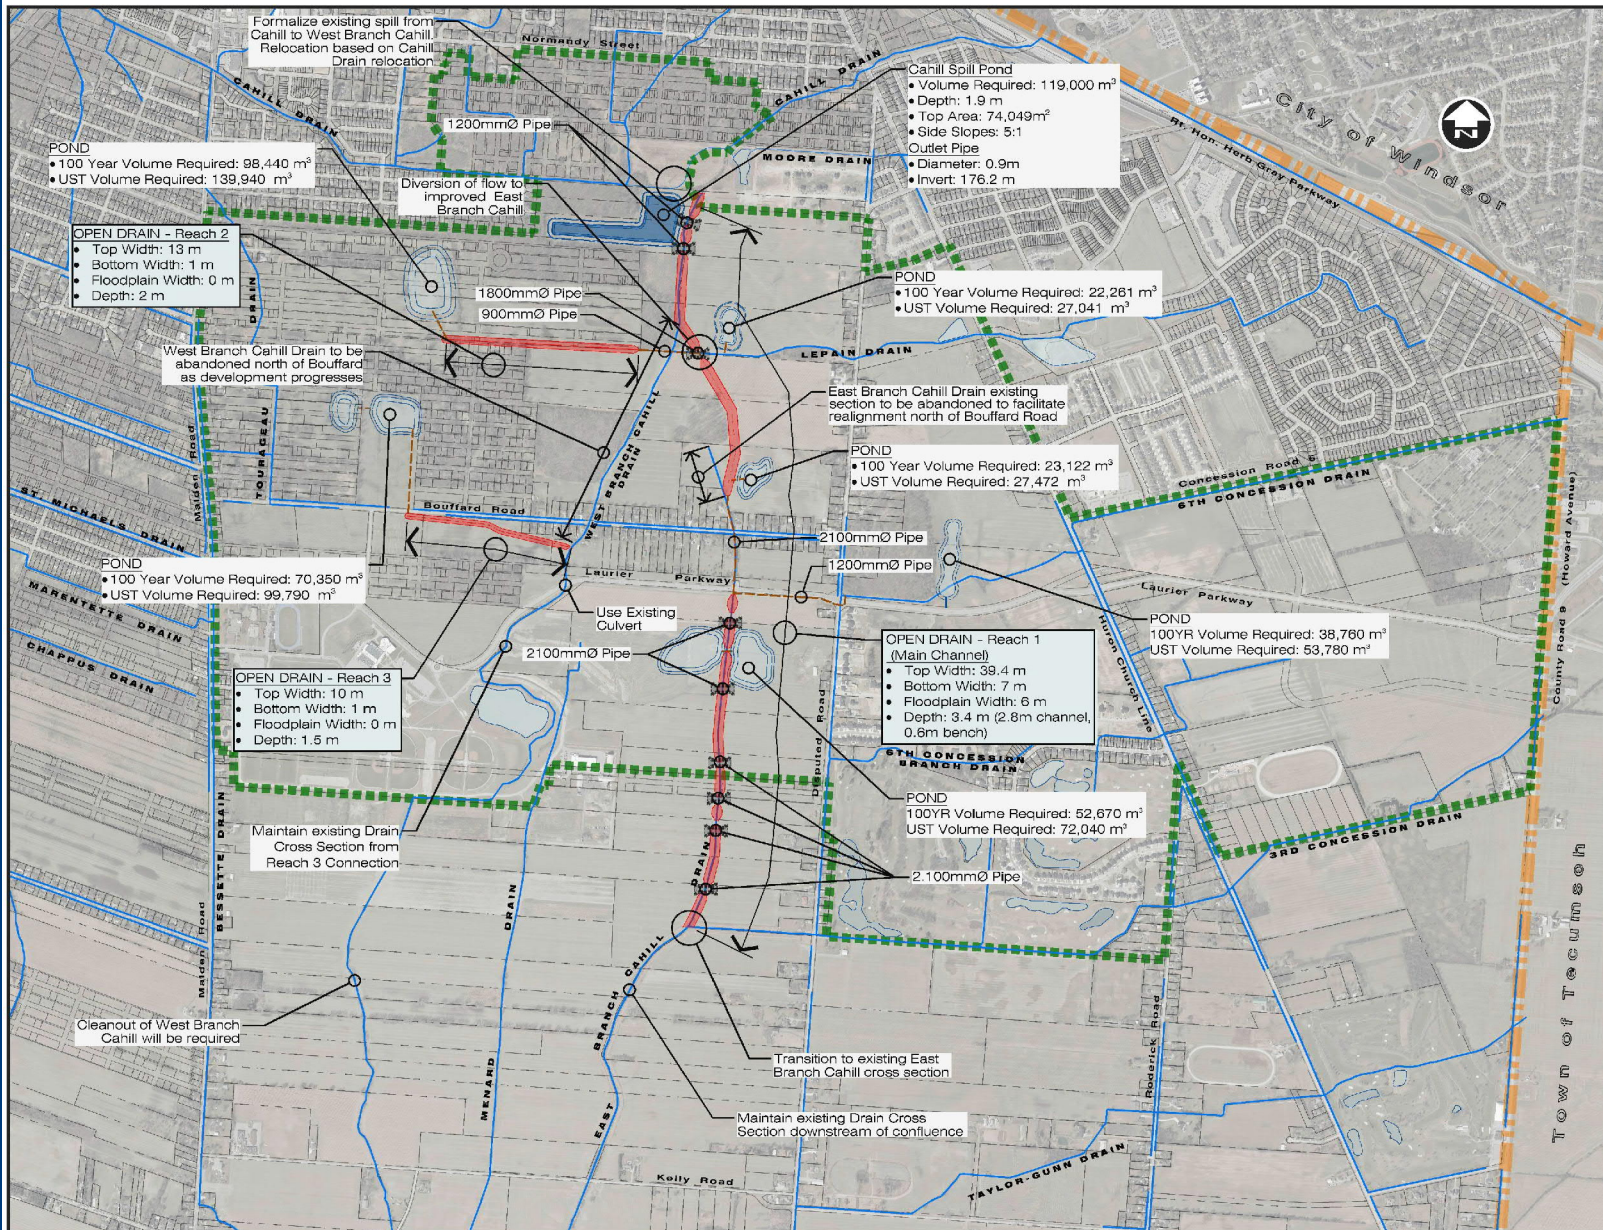 Formalize existing spill from
Cahill to West Branch Cahill.
Relocation based on Cahill
Drain relocation
Normandy Street
CAHILL DRAIN
CAHILL DRAIN
Cahill Spill Pond
• Volume Required: 119,000 m³
• Depth: 1.9 m
• Top Area: 74,049m²
• Side Slopes: 5:1
Outlet Pipe
• Diameter: 0.9m
• Invert: 176.2 m
City of Windsor
N
Rt. Hon. Herb Gray Parkway
1200mmØ Pipe
MOORE DRAIN
POND
• 100 Year Volume Required: 98,440 m³
• UST Volume Required: 139,940 m³
Diversion of flow to
improved East
Branch Cahill
OPEN DRAIN - Reach 2
• Top Width: 13 m
• Bottom Width: 1 m
• Floodplain Width: 0 m
• Depth: 2 m
DRAIN
1800mmØ Pipe
900mmØ Pipe
POND
• 100 Year Volume Required: 22,261 m³
• UST Volume Required: 27,041 m³
LEPAIN DRAIN
West Branch Cahill Drain to be
abandoned north of Bouffard
as development progresses
East Branch Cahill Drain existing
section to be abandoned to facilitate
realignment north of Bouffard Road
WEST BRANCH CAHILL
DRAIN
TOURAGEAU
Malden Road
POND
• 100 Year Volume Required: 23,122 m³
• UST Volume Required: 27,472 m³
Concession Road 6
6TH CONCESSION DRAIN
County Road 9 (Howard Avenue)
ST. MICHAELS DRAIN
Bouffard Road
2100mmØ Pipe
1200mmØ Pipe
POND
• 100 Year Volume Required: 70,350 m³
• UST Volume Required: 99,790 m³
Laurier Parkway
Laurier Parkway
MARENTETTE DRAIN
CHAPPUS DRAIN
Use Existing
Culvert
2100mmØ Pipe
Huron Church Line
POND
100YR Volume Required: 38,760 m³
UST Volume Required: 53,780 m³
OPEN DRAIN - Reach 1
(Main Channel)
• Top Width: 39.4 m
• Bottom Width: 7 m
• Floodplain Width: 6 m
• Depth: 3.4 m (2.8m channel,
0.6m bench)
OPEN DRAIN - Reach 3
• Top Width: 10 m
• Bottom Width: 1 m
• Floodplain Width: 0 m
• Depth: 1.5 m
Disputed Road
6TH CONCESSION
BRANCH DRAIN
POND
100YR Volume Required: 52,670 m³
UST Volume Required: 72,040 m³
BESSETTE DRAIN
Maintain existing Drain
Cross Section from
Reach 3 Connection
3RD CONCESSION DRAIN
2.100mmØ Pipe
Malden Road
MENARD DRAIN
EAST BRANCH CAHILL DRAIN
Town of Tecumseh
Cleanout of West Branch
Cahill will be required
Transition to existing East
Branch Cahill cross section
Roderick Road
Maintain existing Drain Cross
Section downstream of confluence
Kelly Road
TAYLOR-GUNN DRAIN